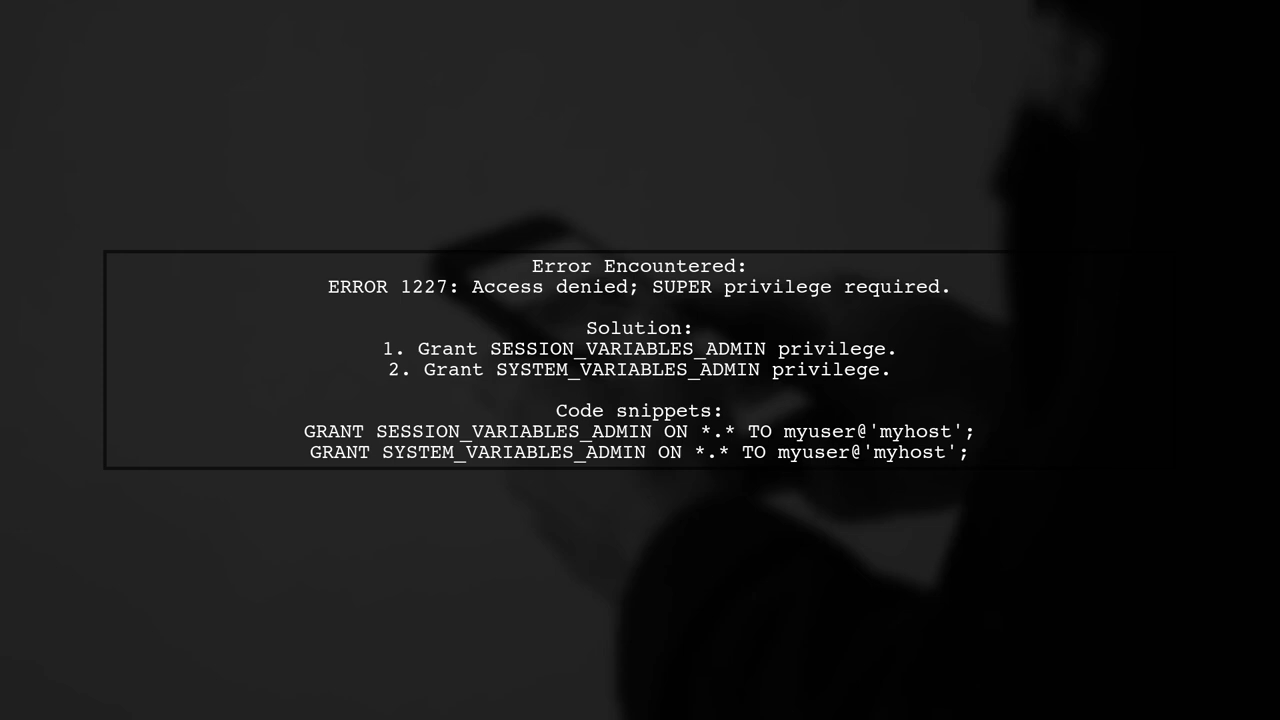 Error Encountered:
ERROR 1227: Access denied; SUPER privilege required.
Solution:
1. Grant SESSION_VARIABLES_ADMIN privilege.
2. Grant SYSTEM_VARIABLES_ADMIN privilege.
Code snippets:
GRANT SESSION_VARIABLES_ADMIN ON *.* TO myuser@'myhost';
GRANT SYSTEM_VARIABLES_ADMIN ON *.* TO myuser@'myhost';